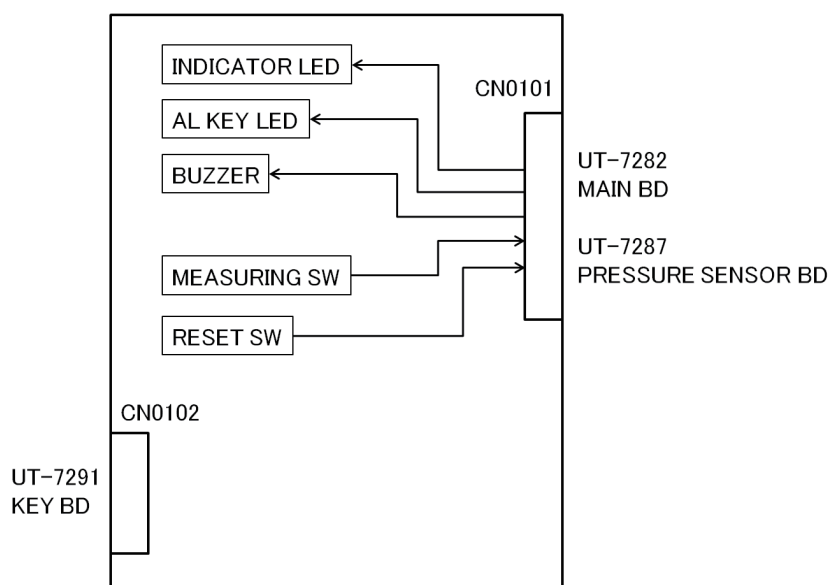 INDICATOR LED
CN0101
AL KEY LED
BUZZER
UT-7282
MAIN BD
UT-7287
PRESSURE SENSOR BD
MEASURING SW
RESET SW
CN0102
UT-7291
KEY BD